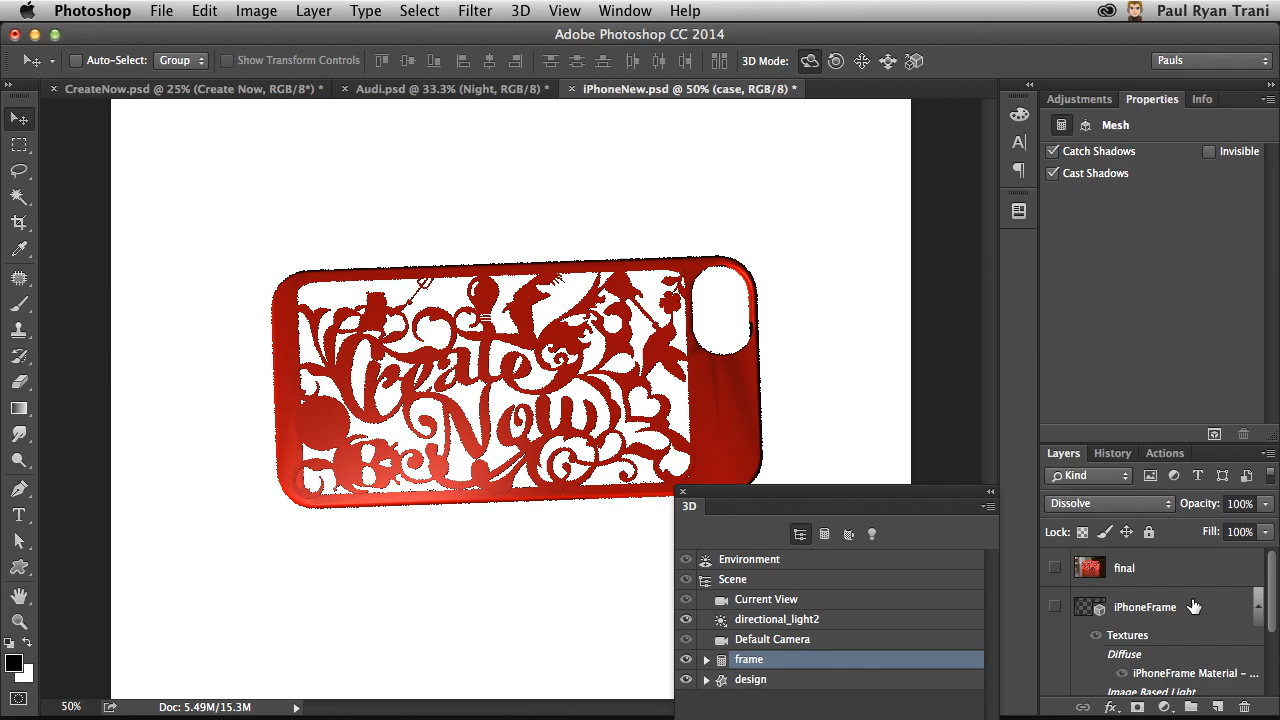 Photoshop File Edit Image Layer Type Select Filter 3D View Window Help Paul Ryan Trani
Adobe Photoshop CC 2014
Auto-Select: Group Show Transform Controls 3D Mode: Pauls
CreateNow.psd @ 25% (Create Now, RGB/8*) * Audi.psd @ 33.3% (Night, RGB/8) * iPhoneNew.psd @ 50% (case, RGB/8) *
Adjustments Properties Info
Mesh
Catch Shadows Invisible
Cast Shadows
Create
Now
Layers History Actions
Kind
Dissolve Opacity: 100%
Lock: Fill: 100%
final
iPhoneFrame
Textures
Diffuse
iPhoneFrame Material - ...
Image Based Light
3D
Environment
Scene
Current View
directional_light2
Default Camera
frame
design
50% Doc: 5.49M/15.3M